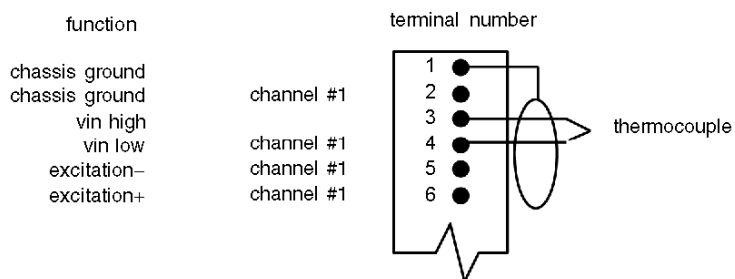 function terminal number
chassis ground 1
chassis ground channel #1 2
vin high 3
thermocouple
vin low channel #1 4
excitation− channel #1 5
excitation+ channel #1 6